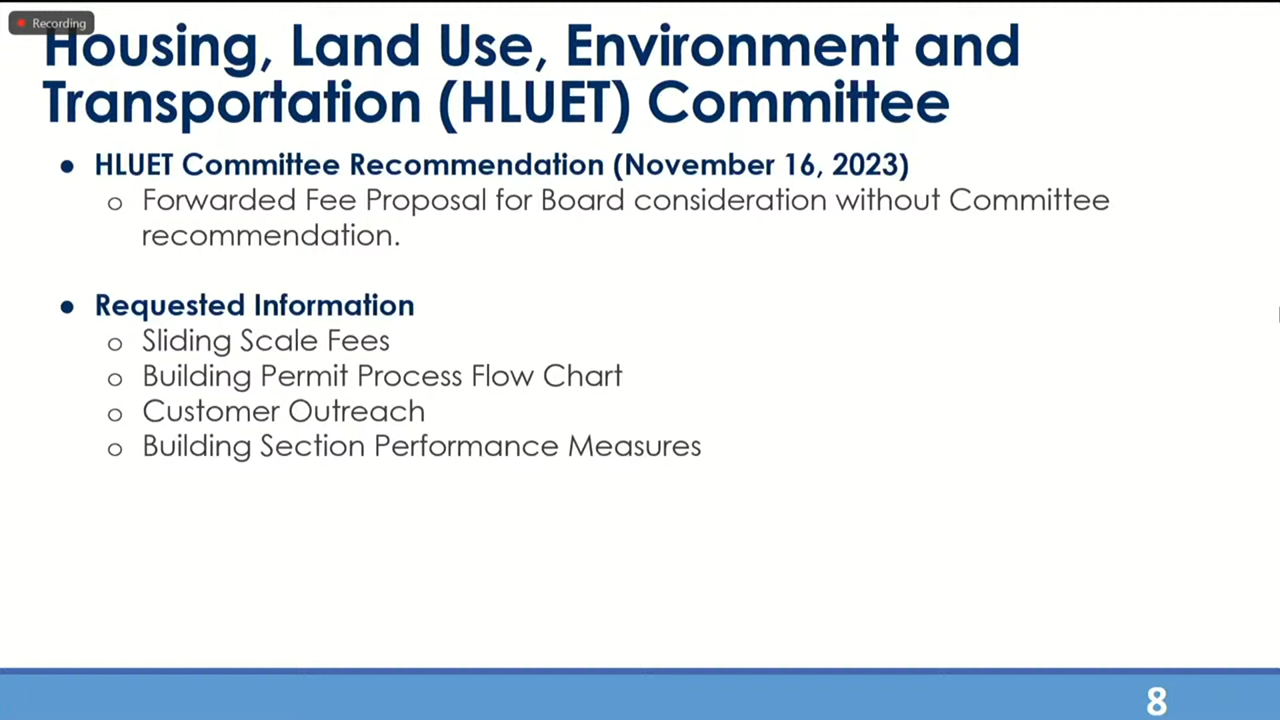 Recording
Housing, Land Use, Environment and
Transportation (HLUET) Committee
● HLUET Committee Recommendation (November 16, 2023)
o Forwarded Fee Proposal for Board consideration without Committee
recommendation.
● Requested Information
o Sliding Scale Fees
o Building Permit Process Flow Chart
o Customer Outreach
o Building Section Performance Measures
8